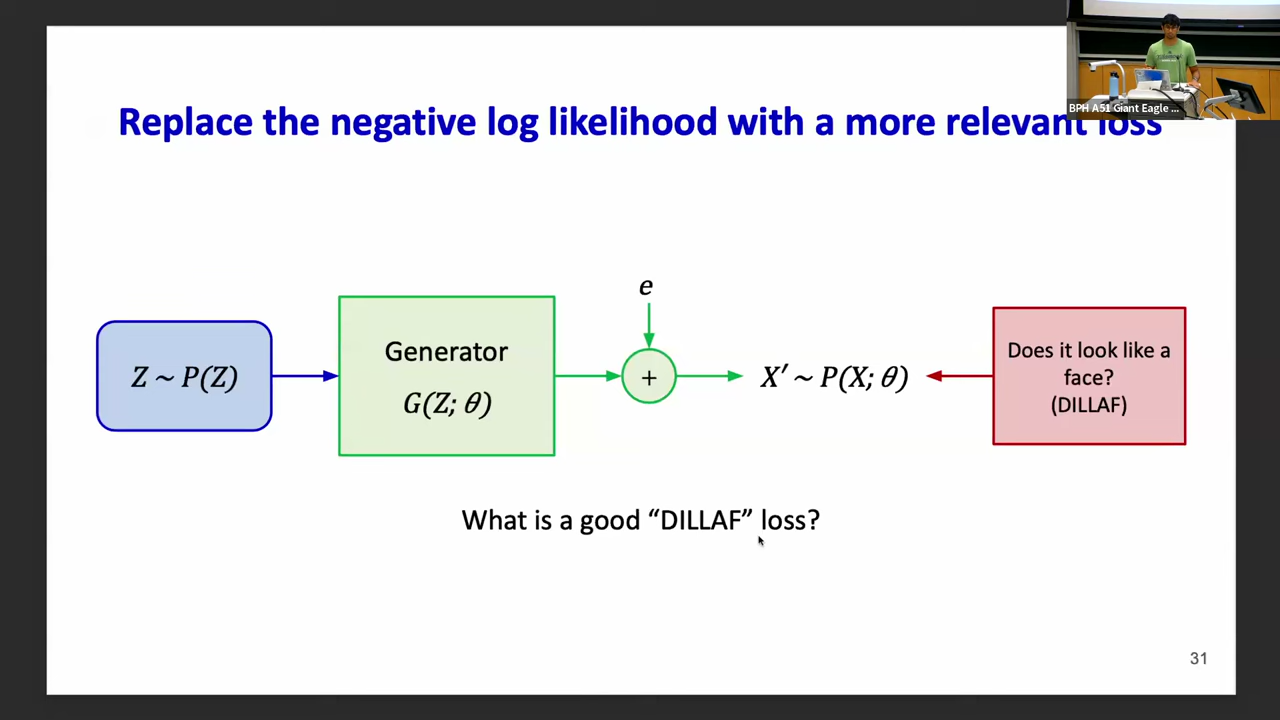 Replace the negative log likelihood with a more relevant loss
BPH A51 Giant Eagle ...
e
Z ~ P(Z)
Generator
G(Z; θ)
+
X′ ~ P(X; θ)
Does it look like a
face?
(DILLAF)
What is a good “DILLAF” loss?
31